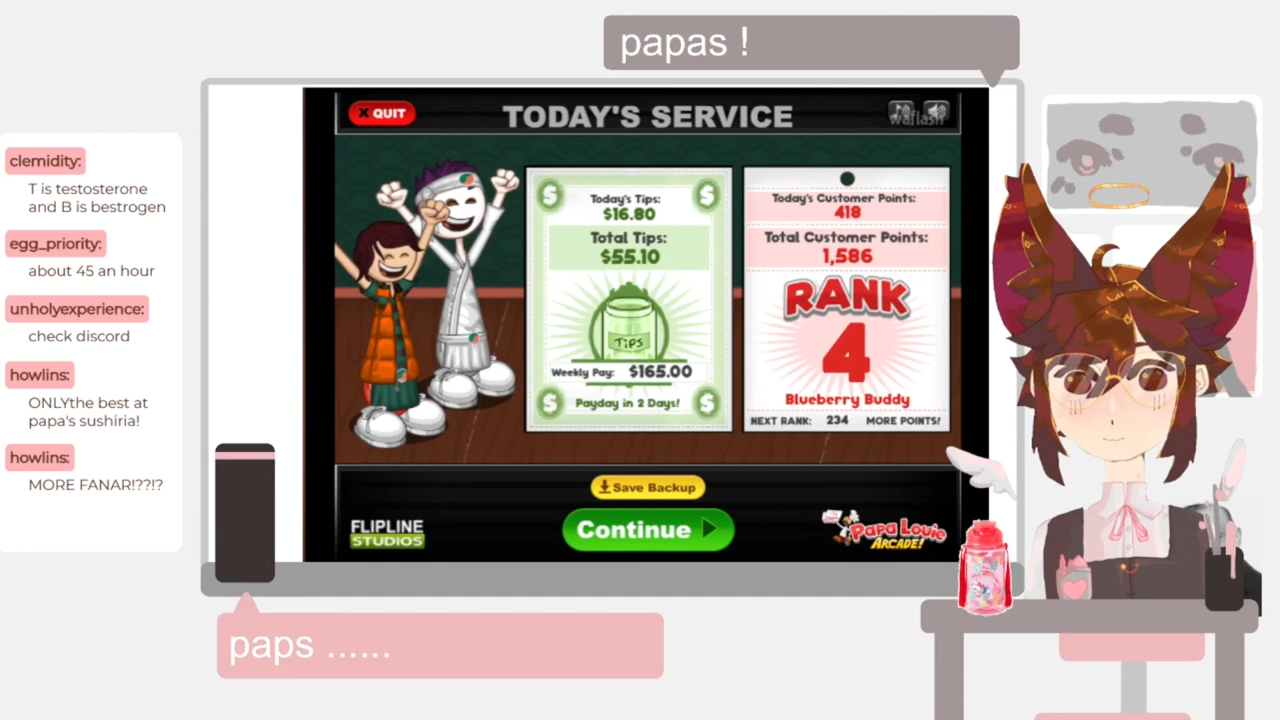 papas !
X QUIT
TODAY'S SERVICE
waflash
clemidity:
T is testosterone
and B is bestrogen
egg_priority:
about 45 an hour
unholyexperience:
check discord
howlins:
ONLYthe best at
papa's sushiria!
howlins:
MORE FANAR!??!?
$
$
Today's Tips:
$16.80
Total Tips:
$55.10
TIPS
Weekly Pay: $165.00
$ Payday in 2 Days! $
Today's Customer Points:
418
Total Customer Points:
1,586
RANK
4
Blueberry Buddy
NEXT RANK: 234 MORE POINTS!
Save Backup
Continue
FLIPLINE
STUDIOS
Papa Louie
ARCADE!
paps ......